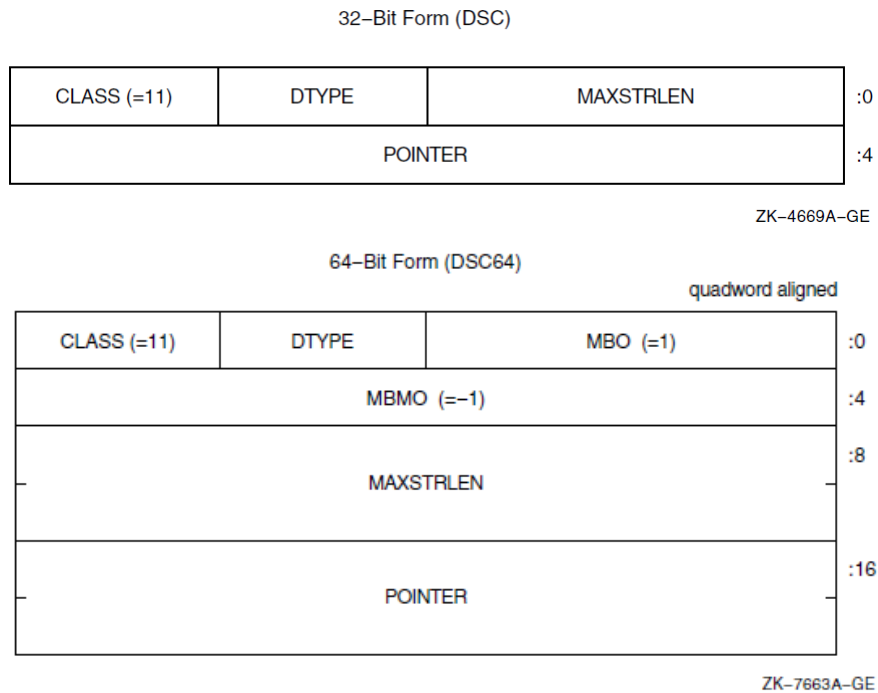 32–Bit Form (DSC)
CLASS (=11) DTYPE MAXSTRLEN :0
POINTER :4
ZK–4669A–GE
64–Bit Form (DSC64)
quadword aligned
CLASS (=11) DTYPE MBO (=1) :0
MBMO (=–1) :4
:8
MAXSTRLEN
:16
POINTER
ZK–7663A–GE